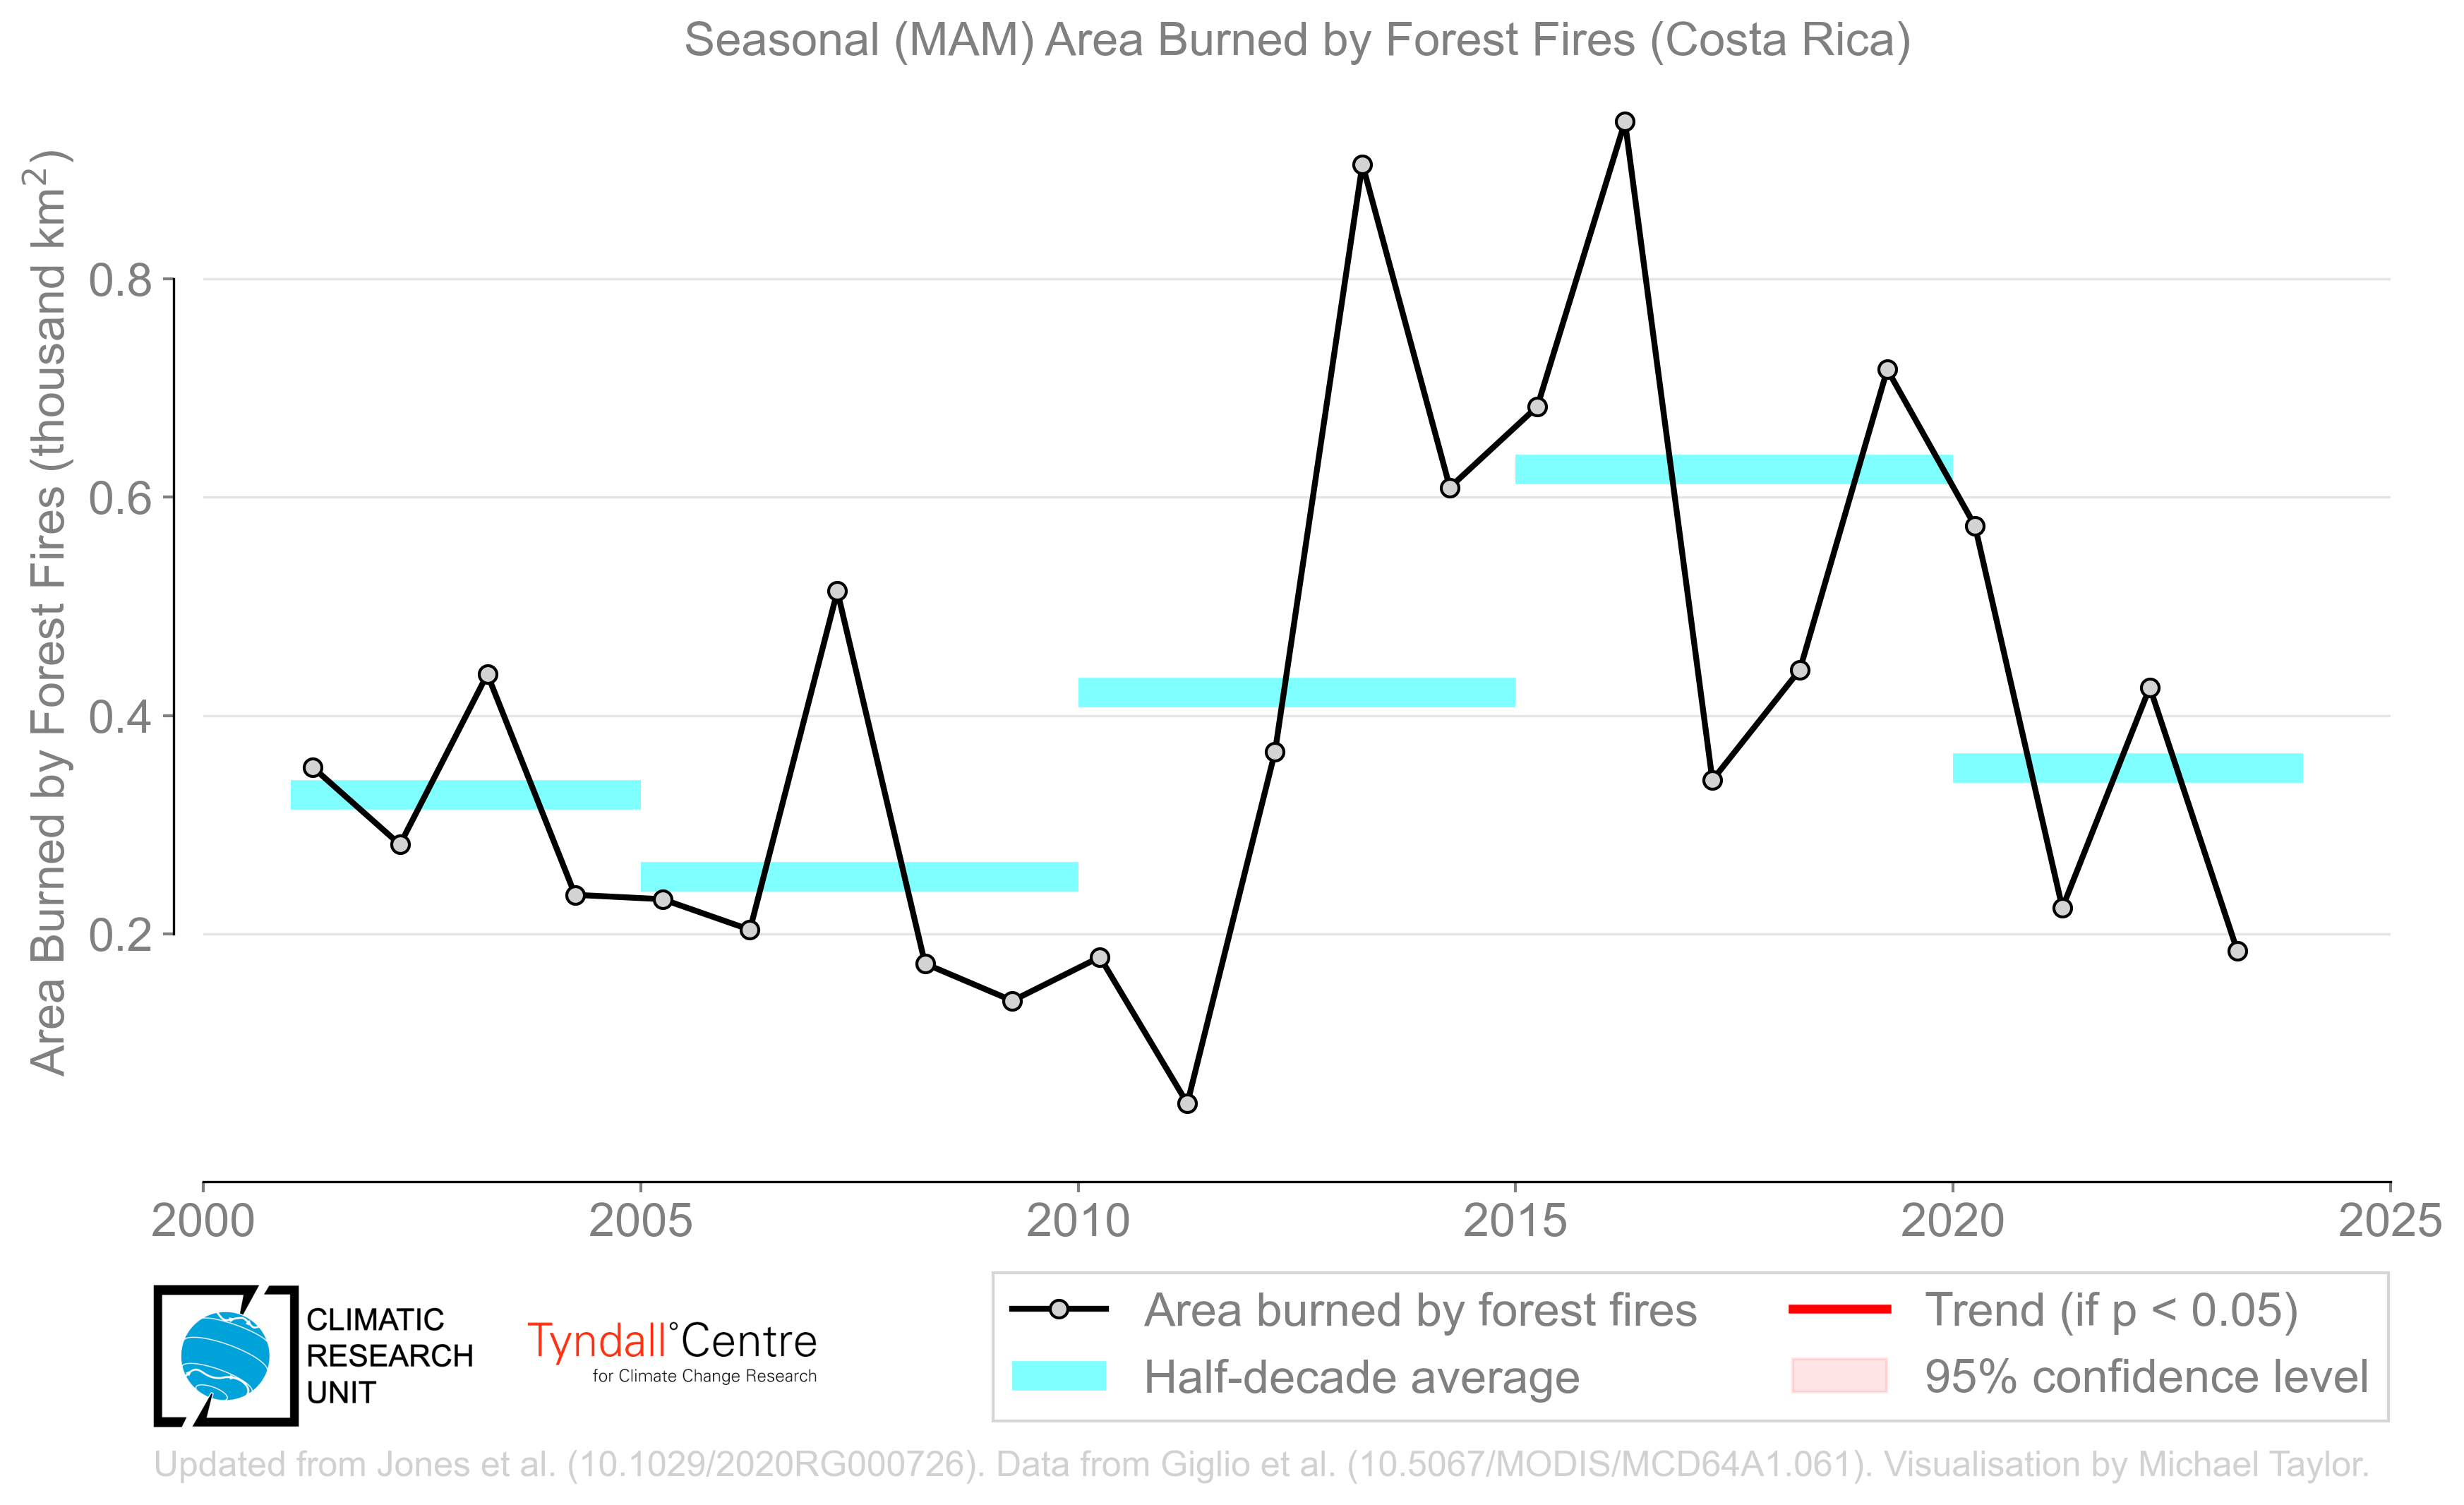 Seasonal (MAM) Area Burned by Forest Fires (Costa Rica)
Area Burned by Forest Fires (thousand km²)
0.8
0.6
0.4
0.2
2000
2005
2010
2015
2020
2025
CLIMATIC
RESEARCH
UNIT
Tyndall°Centre
for Climate Change Research
Area burned by forest fires
Half-decade average
Trend (if p < 0.05)
95% confidence level
Updated from Jones et al. (10.1029/2020RG000726). Data from Giglio et al. (10.5067/MODIS/MCD64A1.061). Visualisation by Michael Taylor.